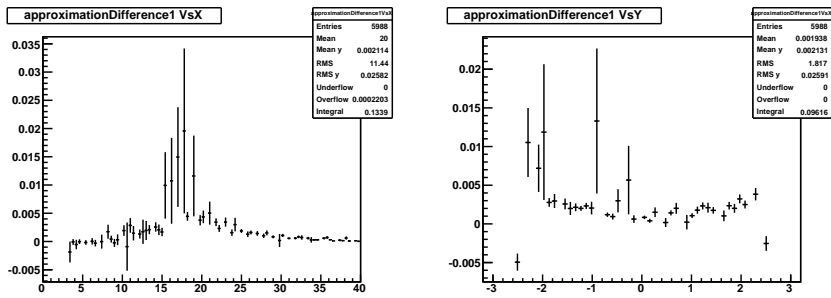 approximationDifference1 VsX
approximationDifference1VsX
Entries 5988
Mean 20
Mean y 0.002114
RMS 11.44
RMS y 0.02582
Underflow 0
Overflow 0.0002203
Integral 0.1339
0.035
0.03
0.025
0.02
0.015
0.01
0.005
0
-0.005
0 5 10 15 20 25 30 35 40
approximationDifference1 VsY
Entries 5988
Mean 0.001938
Mean y 0.002131
RMS 1.817
RMS y 0.02591
Underflow 0
Overflow 0
Integral 0.09616
0.02
0.015
0.01
0.005
0
-0.005
-3 -2 -1 0 1 2 3